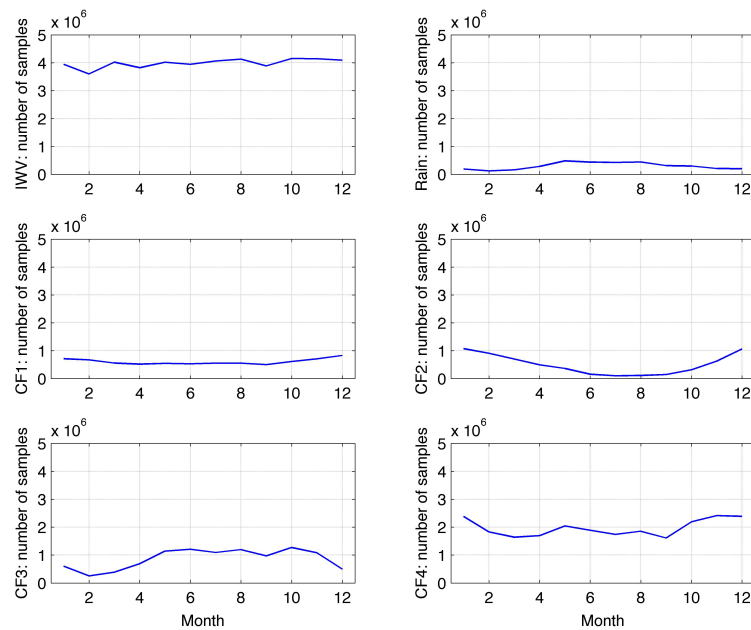 x 10^6
5
4
3
2
1
0
2 4 6 8 10 12
IWV: number of samples
x 10^6
5
4
3
2
1
0
2 4 6 8 10 12
Rain: number of samples
x 10^6
5
4
3
2
1
0
2 4 6 8 10 12
CF1: number of samples
x 10^6
5
4
3
2
1
0
2 4 6 8 10 12
CF2: number of samples
x 10^6
5
4
3
2
1
0
2 4 6 8 10 12
CF3: number of samples
Month
x 10^6
5
4
3
2
1
0
2 4 6 8 10 12
CF4: number of samples
Month